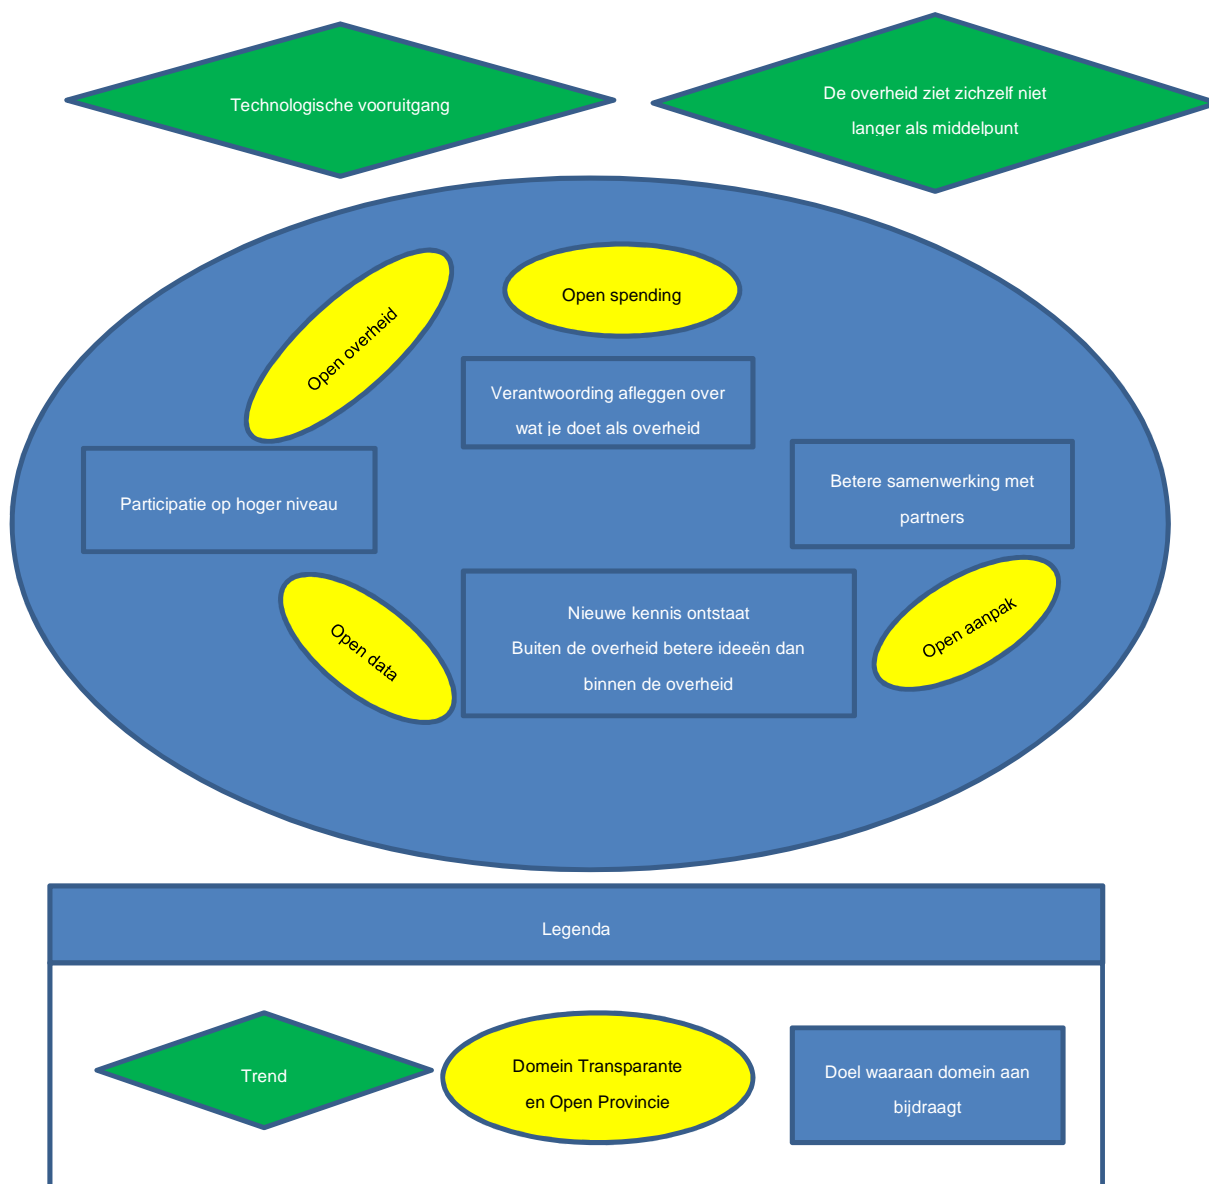 Technologische vooruitgang
De overheid ziet zichzelf niet
langer als middelpunt
Open overheid
Open spending
Verantwoording afleggen over
wat je doet als overheid
Participatie op hoger niveau
Betere samenwerking met
partners
Open data
Nieuwe kennis ontstaat
Buiten de overheid betere ideeën dan
binnen de overheid
Open aanpak
Legenda
Trend
Domein Transparante
en Open Provincie
Doel waaraan domein aan
bijdraagt